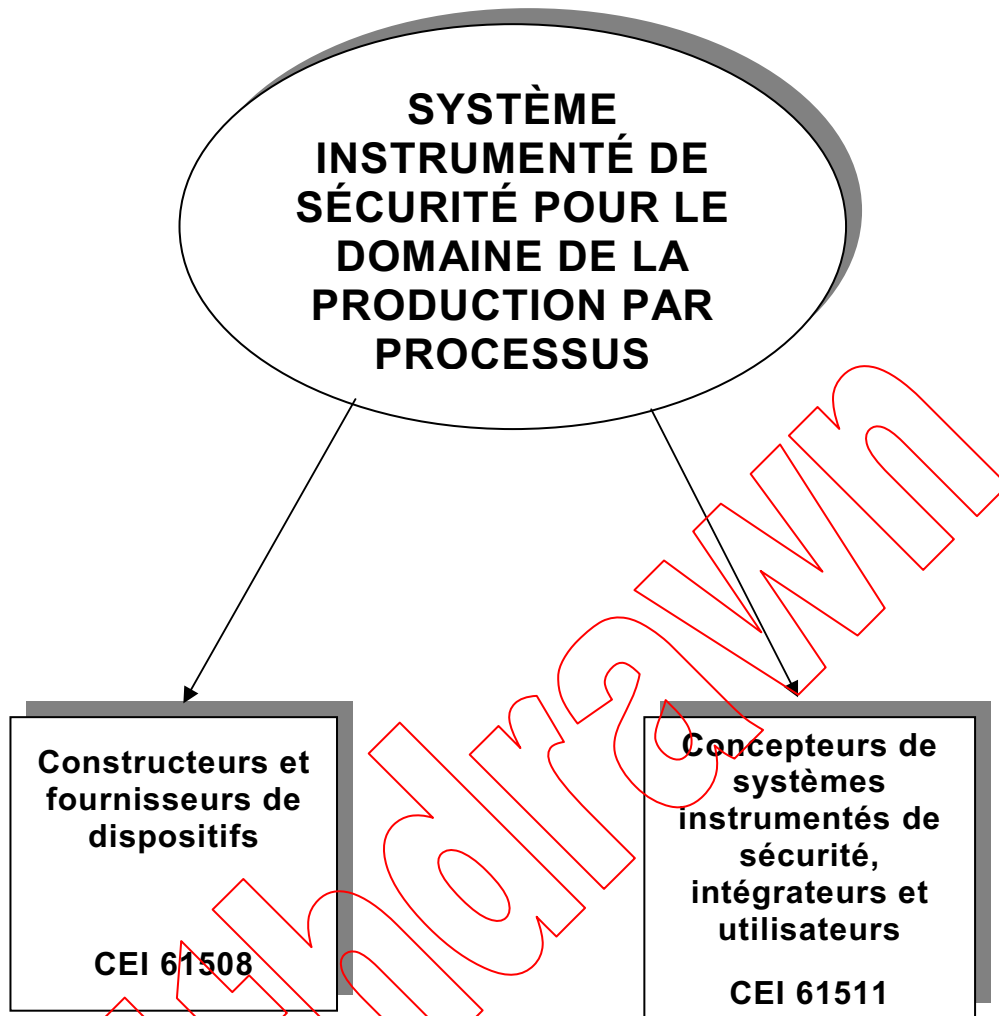 SYSTÈME
INSTRUMENTÉ DE
SÉCURITÉ POUR LE
DOMAINE DE LA
PRODUCTION PAR
PROCESSUS
Constructeurs et
fournisseurs de
dispositifs
CEI 61508
Concepteurs de
systèmes
instrumentés de
sécurité,
intégrateurs et
utilisateurs
CEI 61511
thdrawn